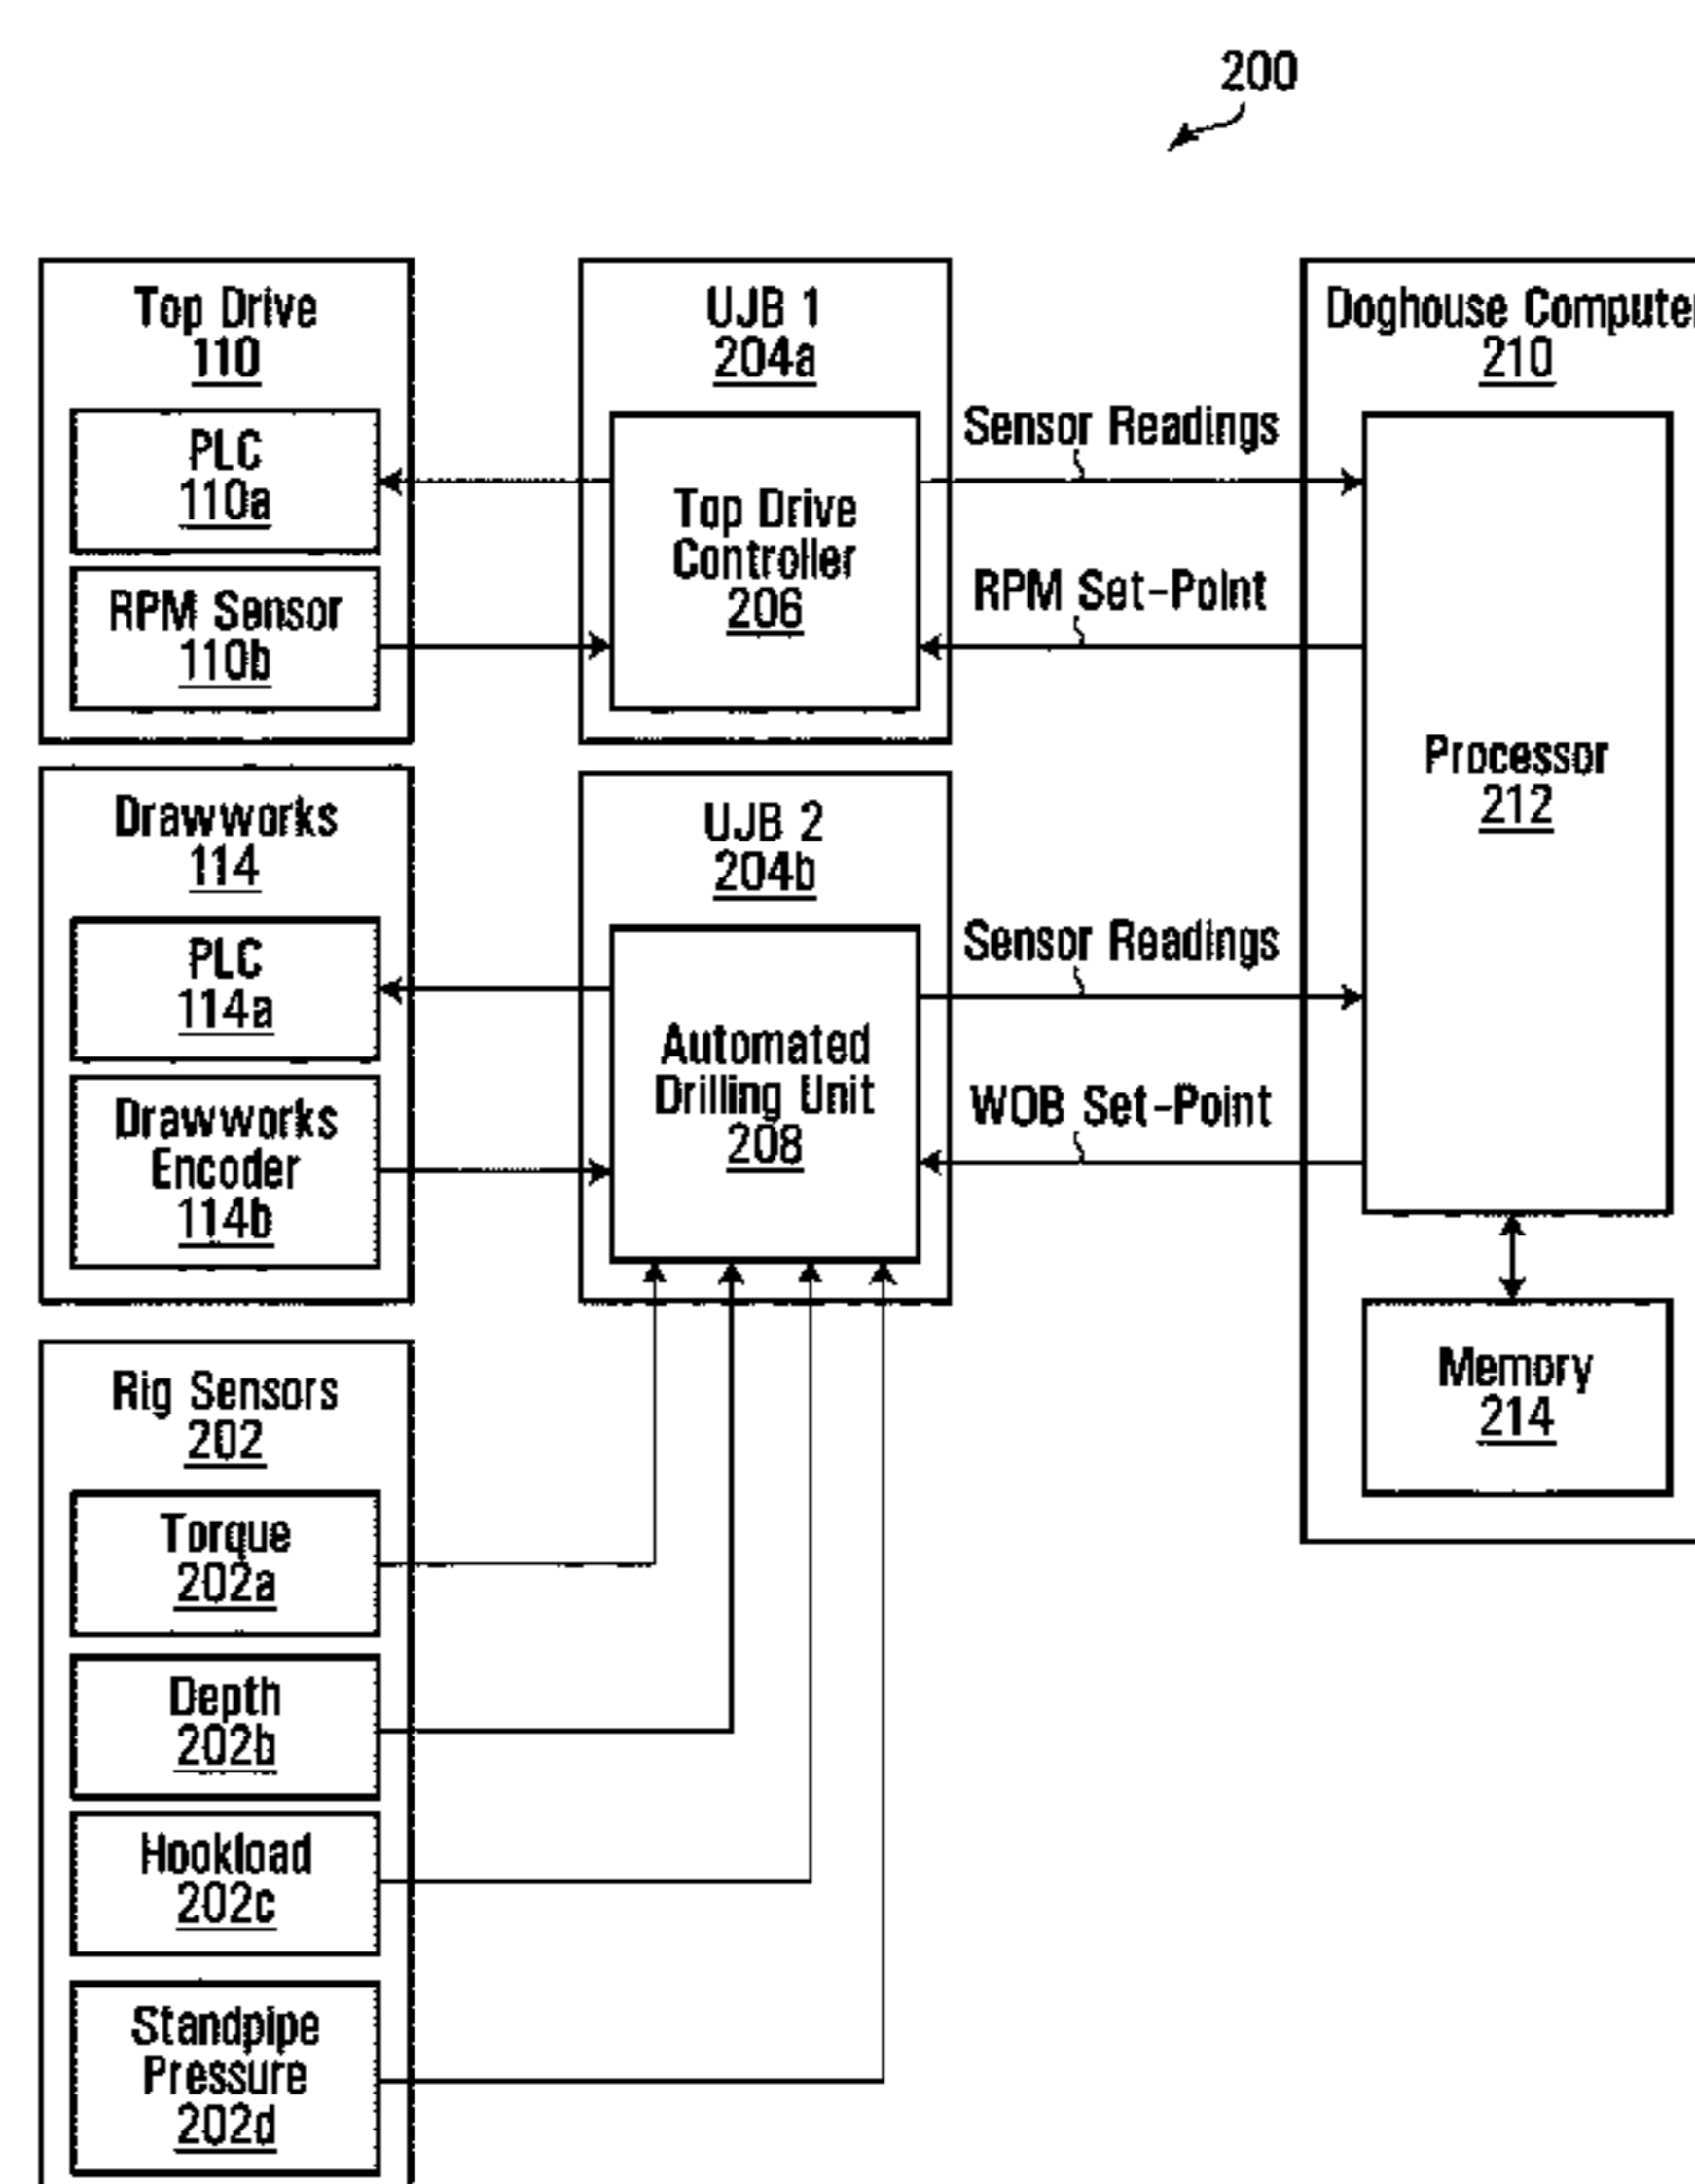 200
Top Drive
110
PLC
110a
RPM Sensor
110b
UJB 1
204a
Top Drive
Controller
206
Sensor Readings
RPM Set-Point
Doghouse Computer
210
Processor
212
Memory
214
Drawworks
114
PLC
114a
Drawworks
Encoder
114b
UJB 2
204b
Automated
Drilling Unit
208
Sensor Readings
WOB Set-Point
Rig Sensors
202
Torque
202a
Depth
202b
Hookload
202c
Standpipe
Pressure
202d